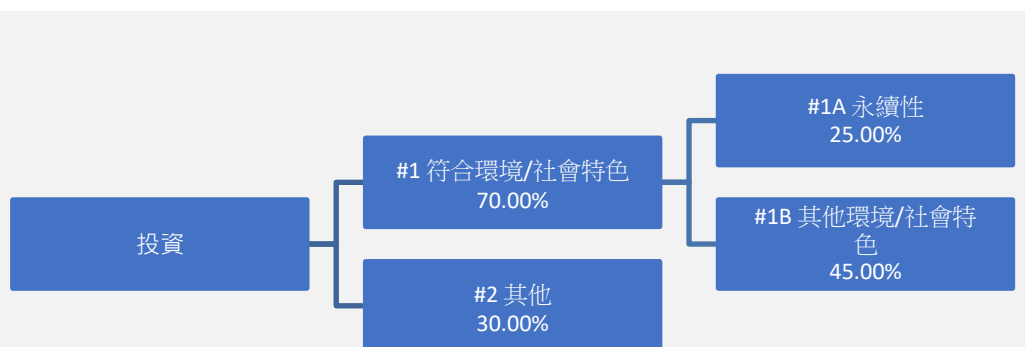 #1A 永續性
25.00%
#1 符合環境/社會特色
70.00%
#1B 其他環境/社會特
色
45.00%
投資
#2 其他
30.00%